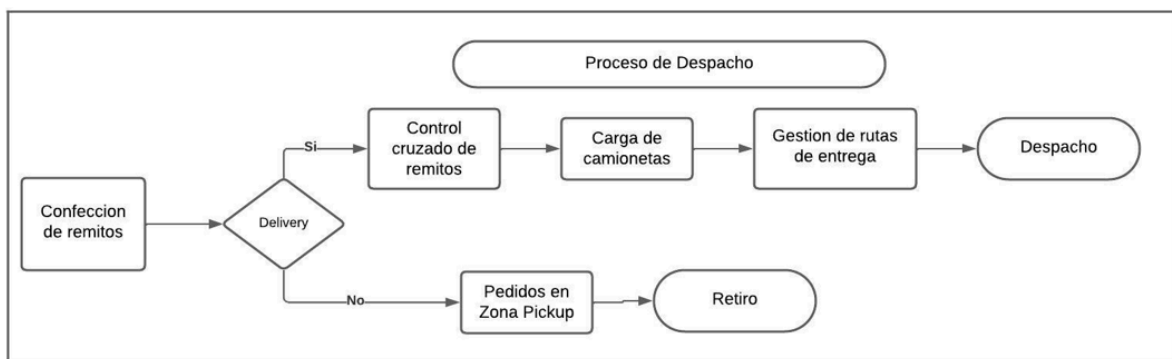 Proceso de Despacho
Confeccion
de remitos
Delivery
Si
Control
cruzado de
remitos
Carga de
camionetas
Gestion de rutas
de entrega
Despacho
No
Pedidos en
Zona Pickup
Retiro